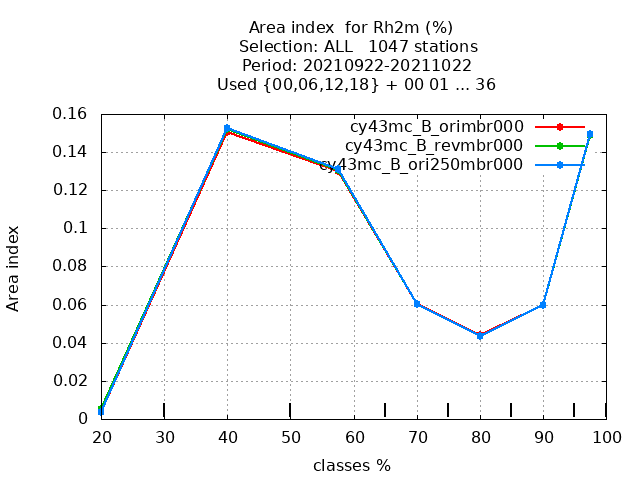 Area index  for Rh2m (%)
Selection: ALL   1047 stations
Period: 20210922-20211022
Used {00,06,12,18} + 00 01 ... 36
cy43mc_B_orimbr000
cy43mc_B_revmbr000
cy43mc_B_ori250mbr000
Area index
0.16
0.14
0.12
0.1
0.08
0.06
0.04
0.02
0
20 30 40 50 60 70 80 90 100
classes %